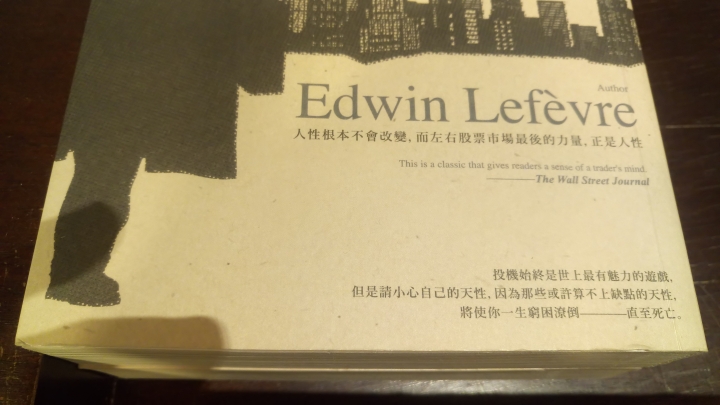 Author
Edwin Lefèvre
人性根本不會改變，而左右股票市場最後的力量，正是人性
This is a classic that gives readers a sense of a trader's mind.
————The Wall Street Journal
投機始終是世上最有魅力的遊戲，
但是請小心自己的天性，因為那些或許算不上缺點的天性，
將使你一生窮困潦倒————直至死亡。